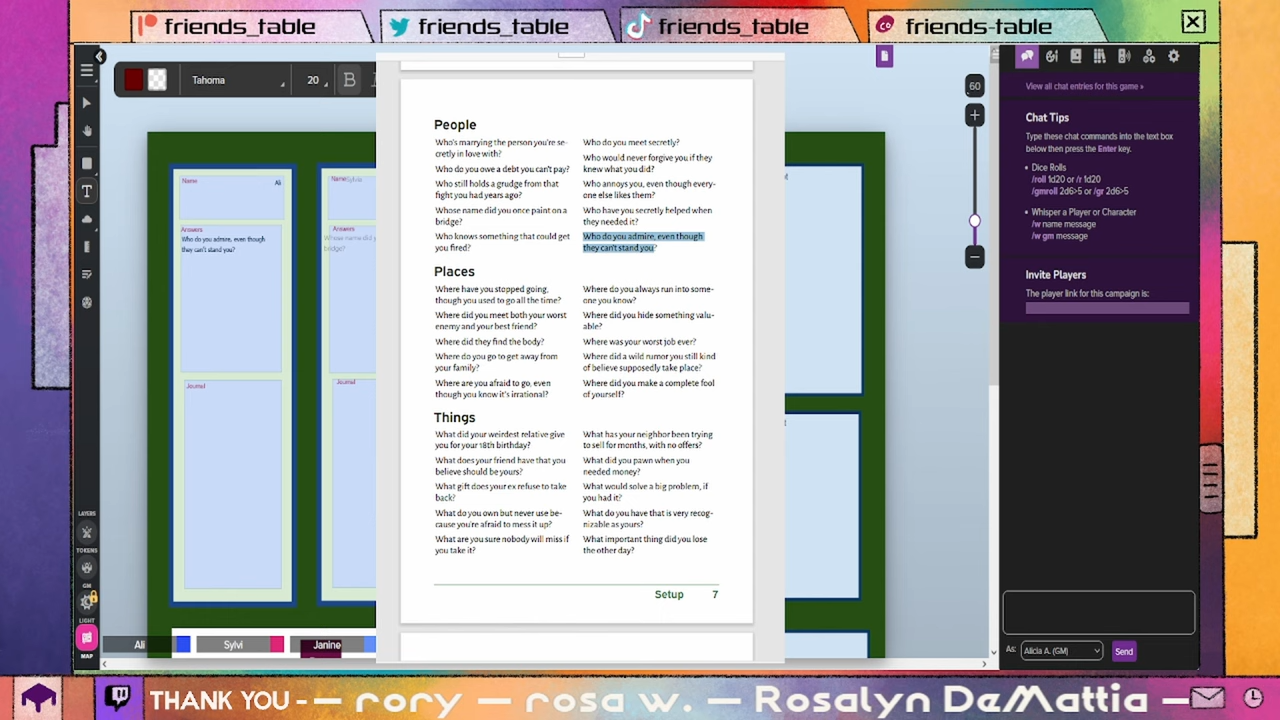 friends_table
friends_table
friends_table
friends-table
Tahoma
20
B
60
Name
Ali
Answers
Who do you admire, even though
they can't stand you?
Journal
Name
Sylvia
Answers
Whose name did y
bridge?
Journal
People
Who's marrying the person you're se-
cretly in love with?
Who do you owe a debt you can't pay?
Who still holds a grudge from that
fight you had years ago?
Whose name did you once paint on a
bridge?
Who knows something that could get
you fired?
Who do you meet secretly?
Who would never forgive you if they
knew what you did?
Who annoys you, even though every-
one else likes them?
Who have you secretly helped when
they needed it?
Who do you admire, even though
they can't stand you?
Places
Where have you stopped going,
though you used to go all the time?
Where did you meet both your worst
enemy and your best friend?
Where did they find the body?
Where do you go to get away from
your family?
Where are you afraid to go, even
though you know it's irrational?
Where do you always run into some-
one you know?
Where did you hide something valu-
able?
Where was your worst job ever?
Where did a wild rumor you still kind
of believe supposedly take place?
Where did you make a complete fool
of yourself?
Things
What did your weirdest relative give
you for your 18th birthday?
What does your friend have that you
believe should be yours?
What gift does your ex refuse to take
back?
What do you own but never use be-
cause you're afraid to mess it up?
What are you sure nobody will miss if
you take it?
What has your neighbor been trying
to sell for months, with no offers?
What did you pawn when you
needed money?
What would solve a big problem, if
you had it?
What do you have that is very recog-
nizable as yours?
What important thing did you lose
the other day?
Setup 7
LAYERS
TOKENS
GM
LIGHT
MAP
Ali
Sylvi
Janine
View all chat entries for this game »
Chat Tips
Type these chat commands into the text box
below then press the Enter key.
• Dice Rolls
/roll 1d20 or /r 1d20
/gmroll 2d6>5 or /gr 2d6>5
• Whisper a Player or Character
/w name message
/w gm message
Invite Players
The player link for this campaign is:
As:
Alicia A. (GM)
Send
THANK YOU - — rory — rosa w. — Rosalyn DeMattia —